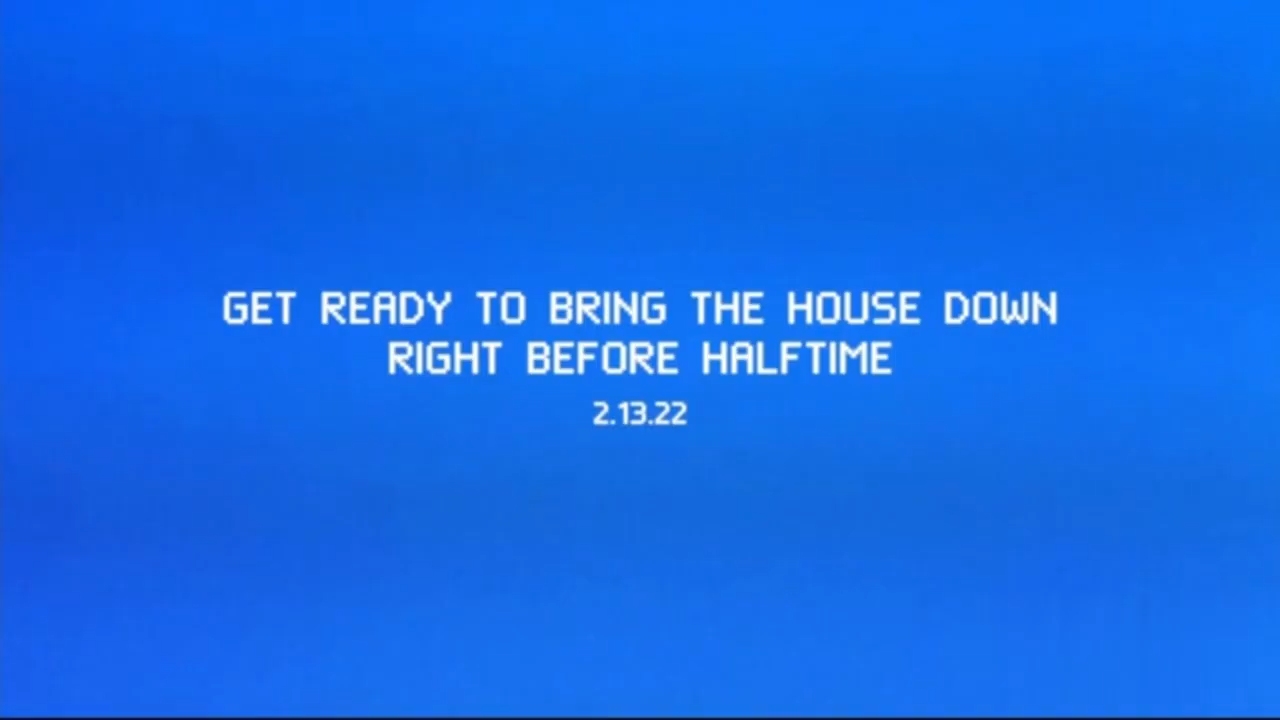 GET READY TO BRING THE HOUSE DOWN
RIGHT BEFORE HALFTIME
2.13.22